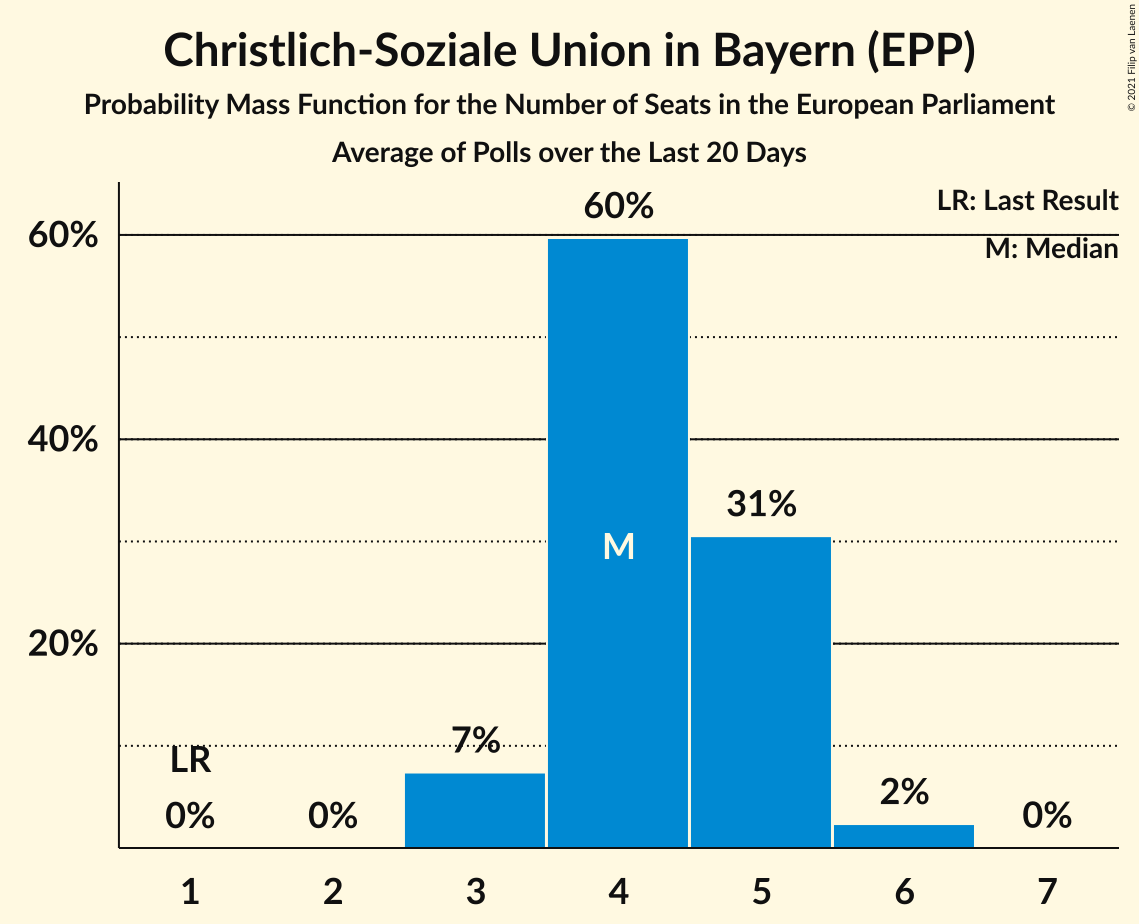 Christlich-Soziale Union in Bayern (EPP)
Probability Mass Function for the Number of Seats in the European Parliament
Average of Polls over the Last 20 Days
© 2021 Filip van Laenen
LR: Last Result
M: Median
60%
40%
20%
60%
31%
M
7%
LR
0%
0%
2%
0%
1 2 3 4 5 6 7